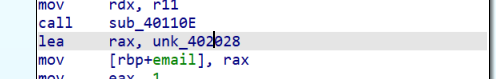 mov rdx, r11
call sub_40110E
lea rax, unk_402028
mov [rbp+email], rax
mov eax, 1